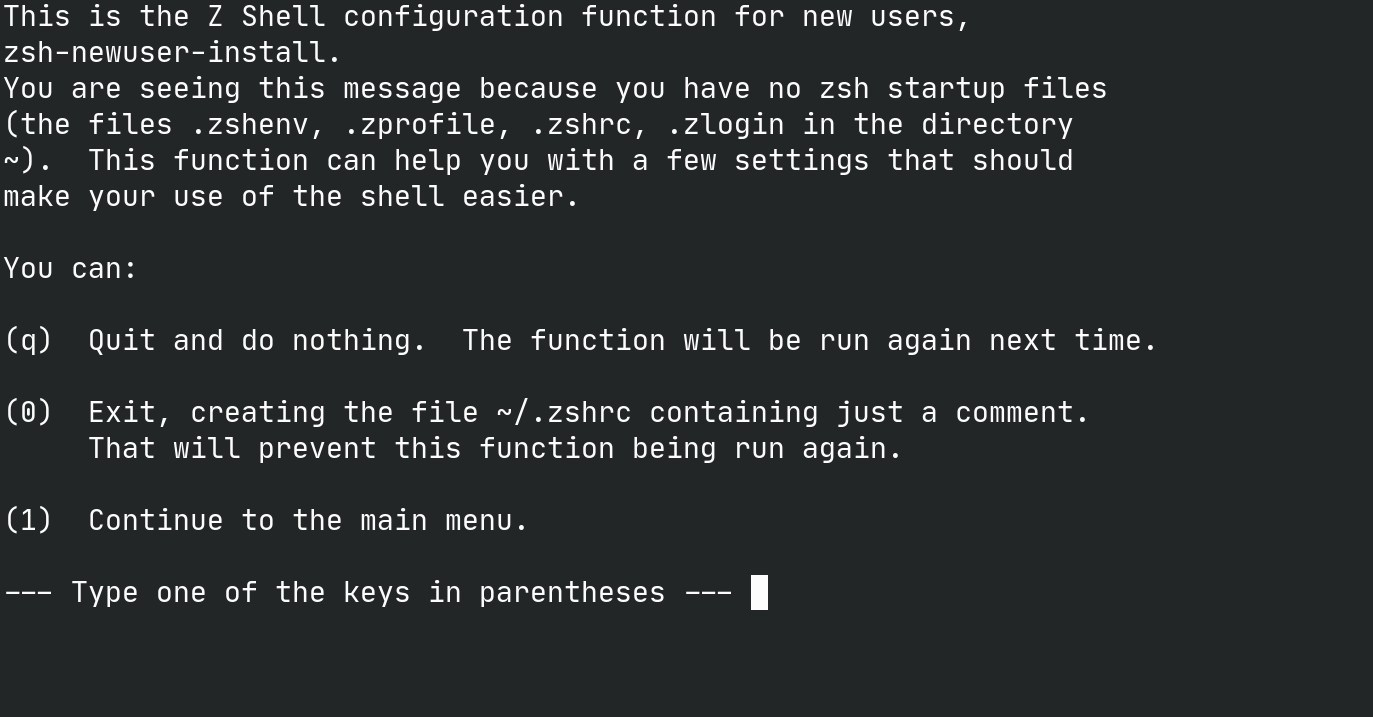 This is the Z Shell configuration function for new users,
zsh-newuser-install.
You are seeing this message because you have no zsh startup files
(the files .zshenv, .zprofile, .zshrc, .zlogin in the directory
~).  This function can help you with a few settings that should
make your use of the shell easier.

You can:

(q)  Quit and do nothing.  The function will be run again next time.

(0)  Exit, creating the file ~/.zshrc containing just a comment.
     That will prevent this function being run again.

(1)  Continue to the main menu.

--- Type one of the keys in parentheses ---